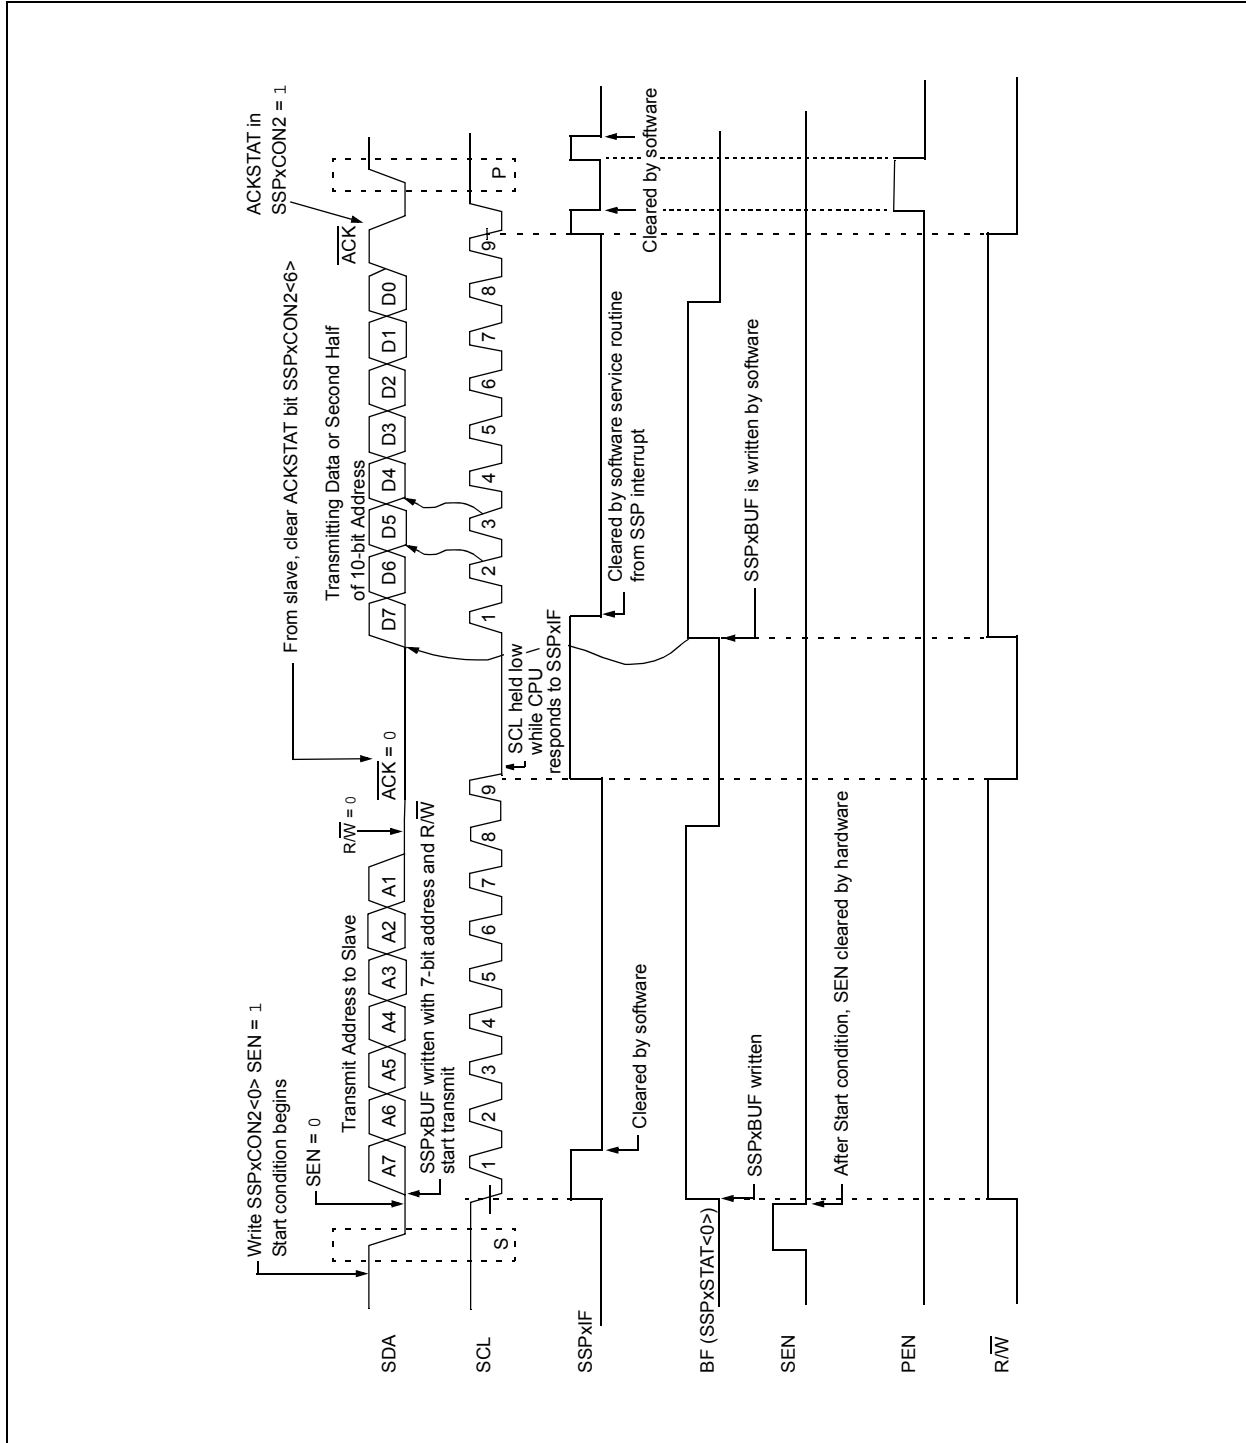 Write SSPxCON2<0> SEN = 1
Start condition begins
From slave, clear ACKSTAT bit SSPxCON2<6>
ACKSTAT in
SSPxCON2 = 1
SEN = 0
Transmit Address to Slave
R/W = 0
ACK = 0
Transmitting Data or Second Half
of 10-bit Address
ACK
SDA
A7 A6 A5 A4 A3 A2 A1
D7 D6 D5 D4 D3 D2 D1 D0
SSPxBUF written with 7-bit address and R/W
start transmit
SCL
S
1 2 3 4 5 6 7 8 9
1 2 3 4 5 6 7 8 9
P
SCL held low
while CPU
responds to SSPxIF
SSPxIF
Cleared by software
Cleared by software service routine
from SSP interrupt
Cleared by software
Cleared by software
BF (SSPxSTAT<0>)
SSPxBUF written
SSPxBUF is written by software
SEN
After Start condition, SEN cleared by hardware
PEN
R/W